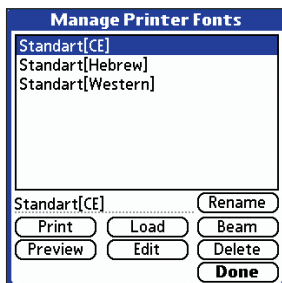 Manage Printer Fonts
Standart[CE]
Standart[Hebrew]
Standart[Western]
Standart[CE] Rename
Print Load Beam
Preview Edit Delete
Done